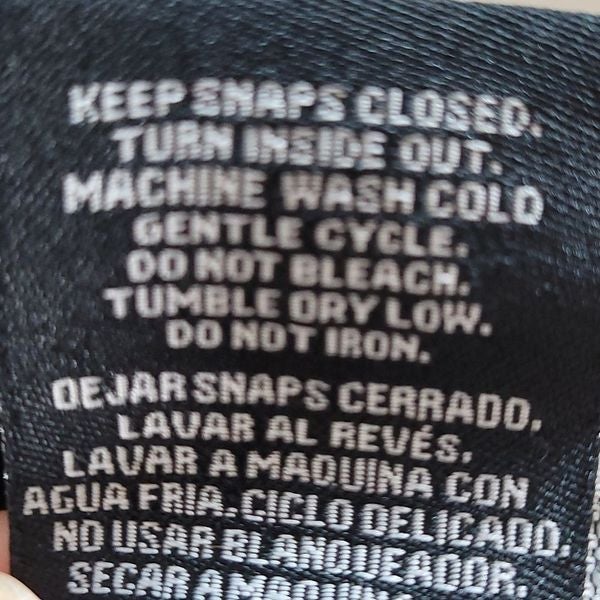 KEEP SNAPS CLOSED.
TURN INSIDE OUT.
MACHINE WASH COLD
GENTLE CYCLE.
DO NOT BLEACH.
TUMBLE DRY LOW.
DO NOT IRON.
DEJAR SNAPS CERRADO.
LAVAR AL REVÉS.
LAVAR A MAQUINA CON
AGUA FRIA. CICLO DELICADO.
NO USAR BLANQUEADOR.
SECAR A